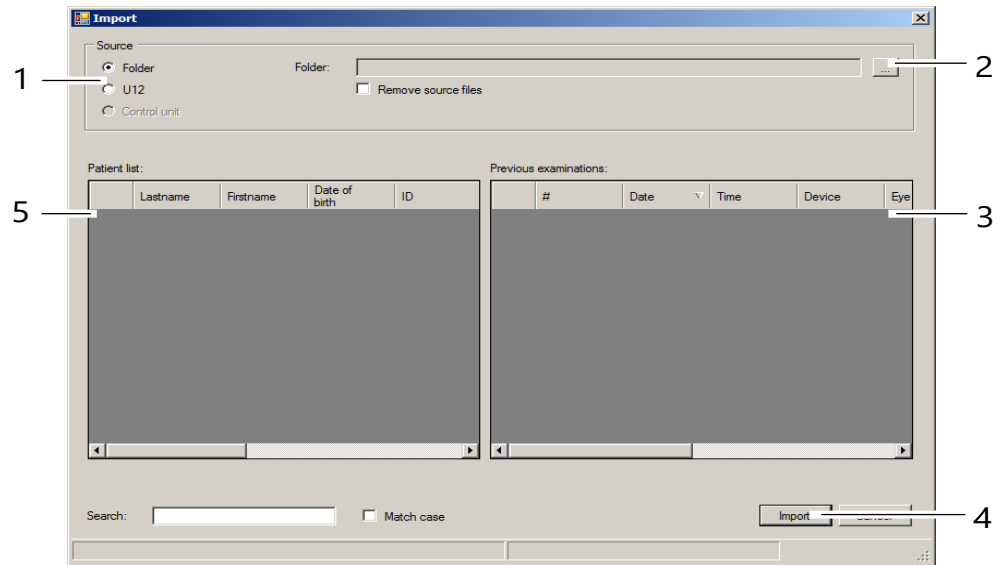 Import
Source
1
Folder
Folder:
...
2
U12
Remove source files
Control unit
Patient list:
Previous examinations:
Lastname Firstname Date of birth ID
# Date Time Device Eye
5
3
Search:
Match case
Import
4